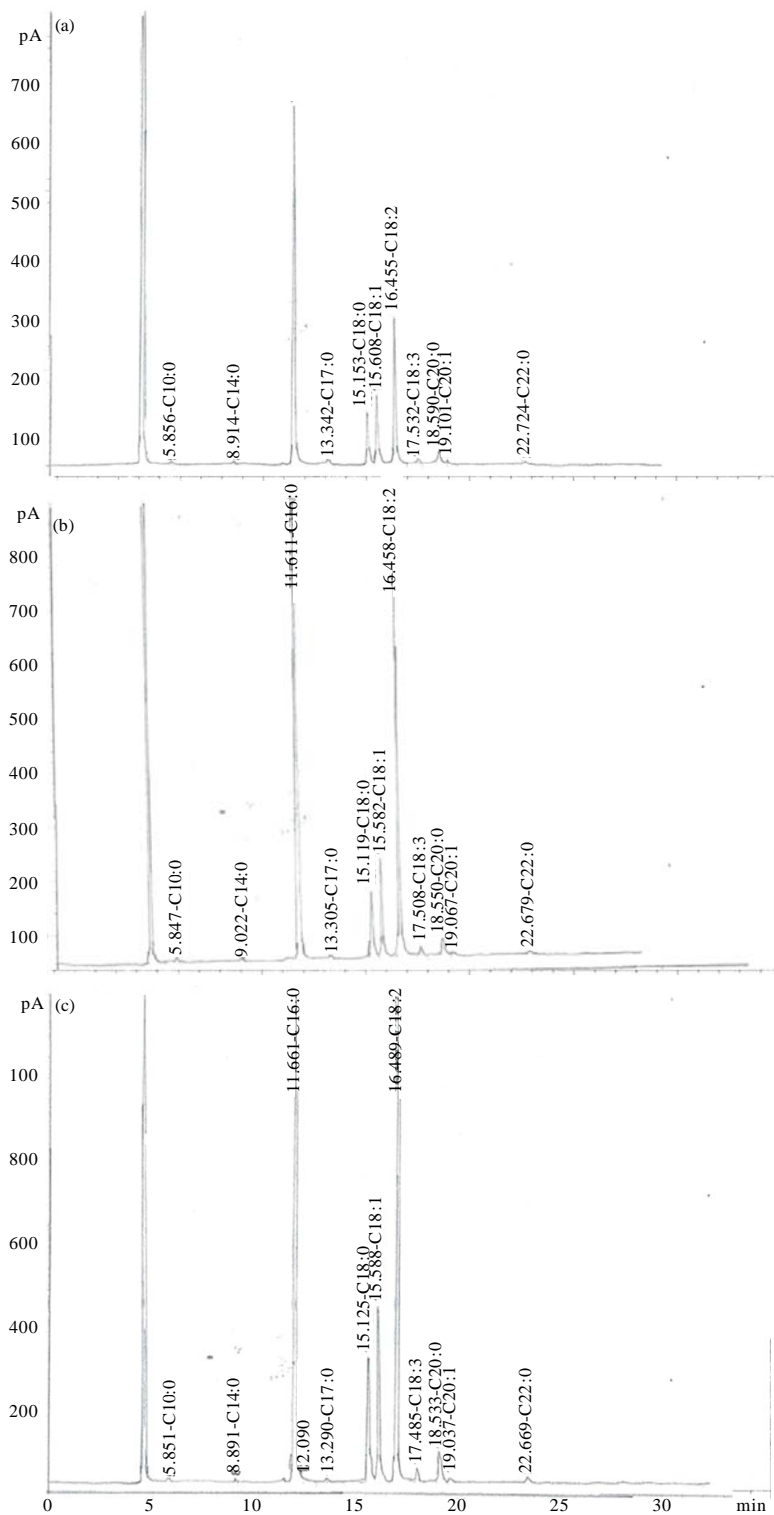 pA
(a)
700
600
500
400
300
200
100
5.856-C10:0
8.914-C14:0
13.342-C17:0
15.153-C18:0
15.608-C18:1
16.455-C18:2
17.532-C18:3
18.590-C20:0
19.101-C20:1
22.724-C22:0
pA
(b)
800
700
600
500
400
300
200
100
5.847-C10:0
9.022-C14:0
11.611-C16:0
13.305-C17:0
15.119-C18:0
15.582-C18:1
16.458-C18:2
17.508-C18:3
18.550-C20:0
19.067-C20:1
22.679-C22:0
pA
(c)
100
800
600
400
200
5.851-C10:0
8.891-C14:0
11.661-C16:0
12.090
13.290-C17:0
15.125-C18:0
15.588-C18:1
16.489-C18:2
17.485-C18:3
18.533-C20:0
19.037-C20:1
22.669-C22:0
0 5 10 15 20 25 30 min